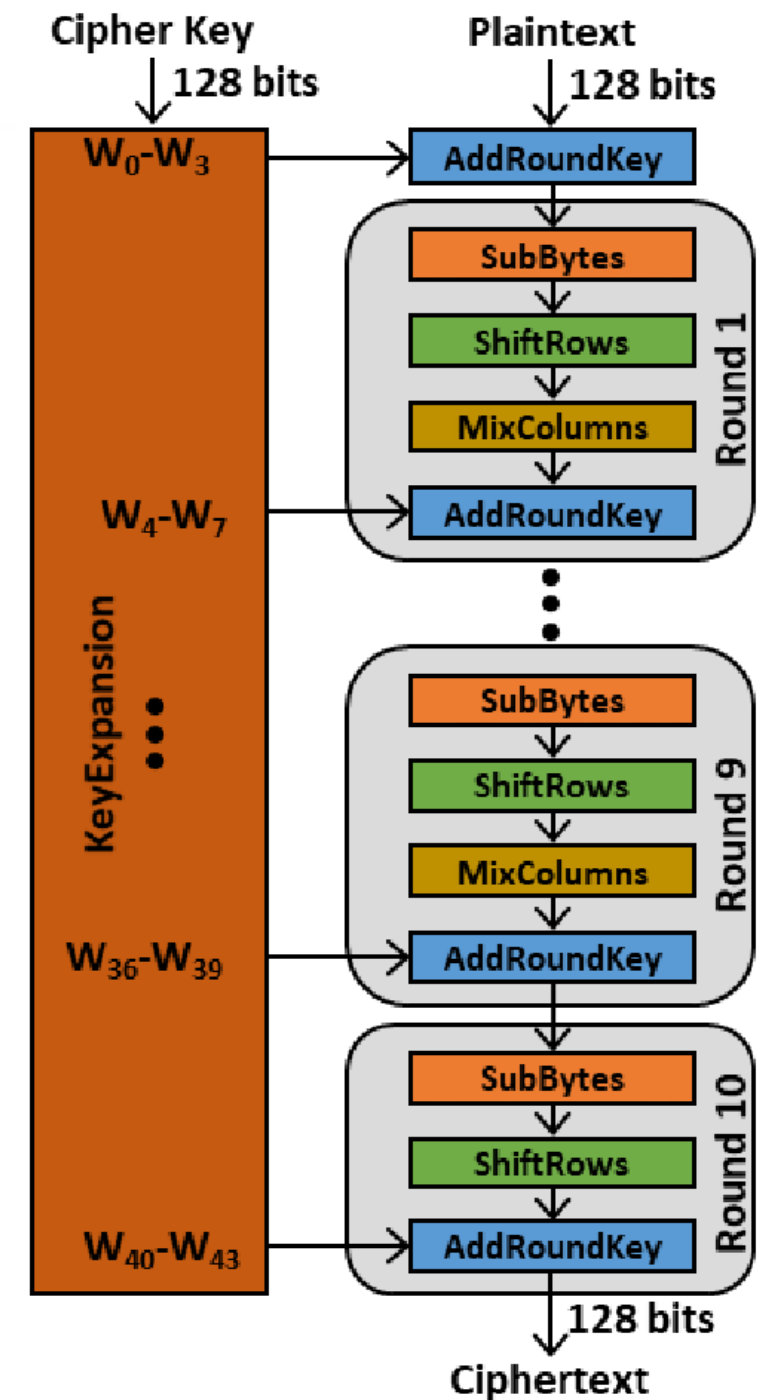 Cipher Key
128 bits
Plaintext
128 bits
W₀-W₃
AddRoundKey
SubBytes
ShiftRows
MixColumns
W₄-W₇
AddRoundKey
Round 1
KeyExpansion
SubBytes
ShiftRows
MixColumns
W₃₆-W₃₉
AddRoundKey
Round 9
SubBytes
ShiftRows
W₄₀-W₄₃
AddRoundKey
Round 10
128 bits
Ciphertext